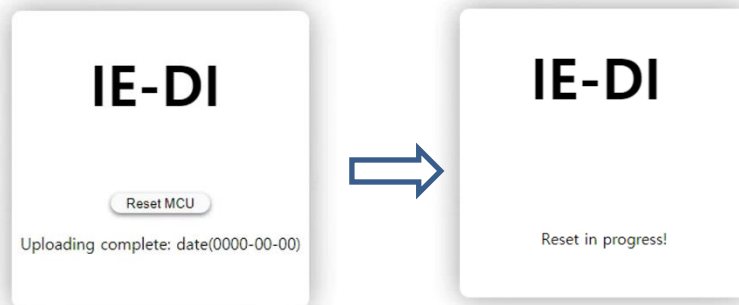 IE-DI
Reset MCU
Uploading complete: date(0000-00-00)
IE-DI
Reset in progress!